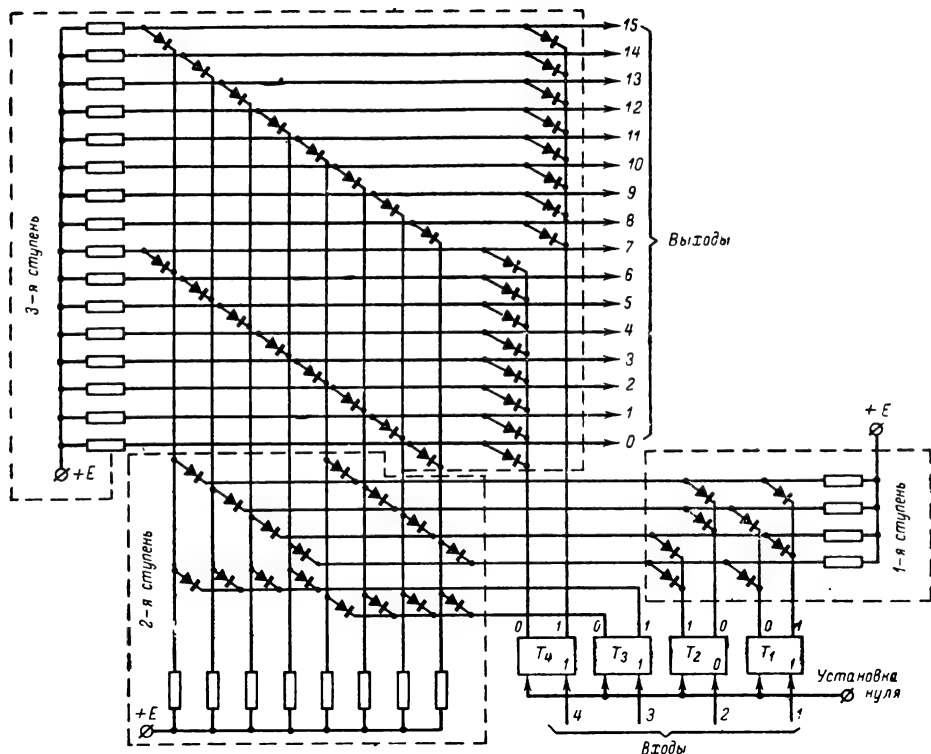 15
14
13
12
11
10
9
8
7
6
5
4
3
2
1
0
Выходы
3-я ступень
+E
+E
1-я ступень
2-я ступень
+E
0 1 0 1 1 0 0 1
T4 1
T3 1
T2 0
T1 1
Установка
нуля
4 3 2 1
Входы